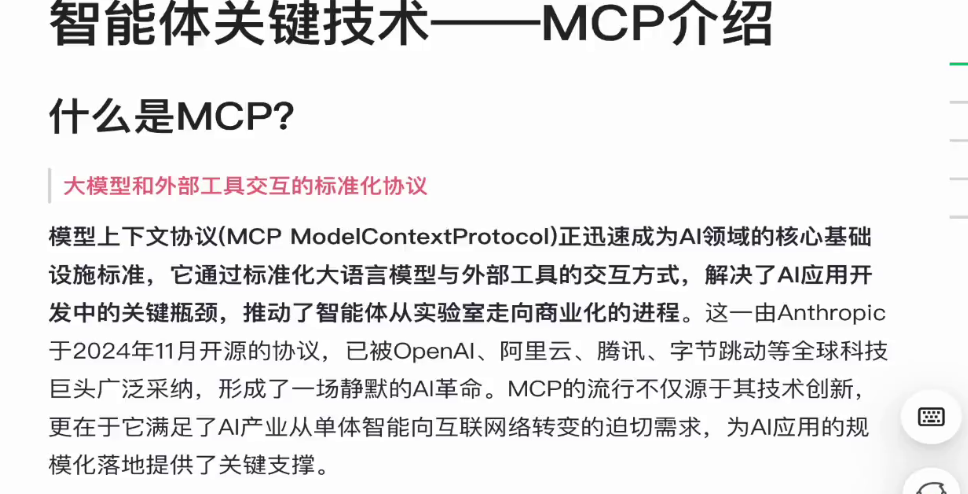 智能体关键技术——MCP介绍
什么是MCP?
大模型和外部工具交互的标准化协议
模型上下文协议(MCP ModelContextProtocol)正迅速成为AI领域的核心基础
设施标准，它通过标准化大语言模型与外部工具的交互方式，解决了AI应用开
发中的关键瓶颈，推动了智能体从实验室走向商业化的进程。这一由Anthropic
于2024年11月开源的协议，已被OpenAI、阿里云、腾讯、字节跳动等全球科技
巨头广泛采纳，形成了一场静默的AI革命。MCP的流行不仅源于其技术创新，
更在于它满足了AI产业从单体智能向互联网络转变的迫切需求，为AI应用的规
模化落地提供了关键支撑。